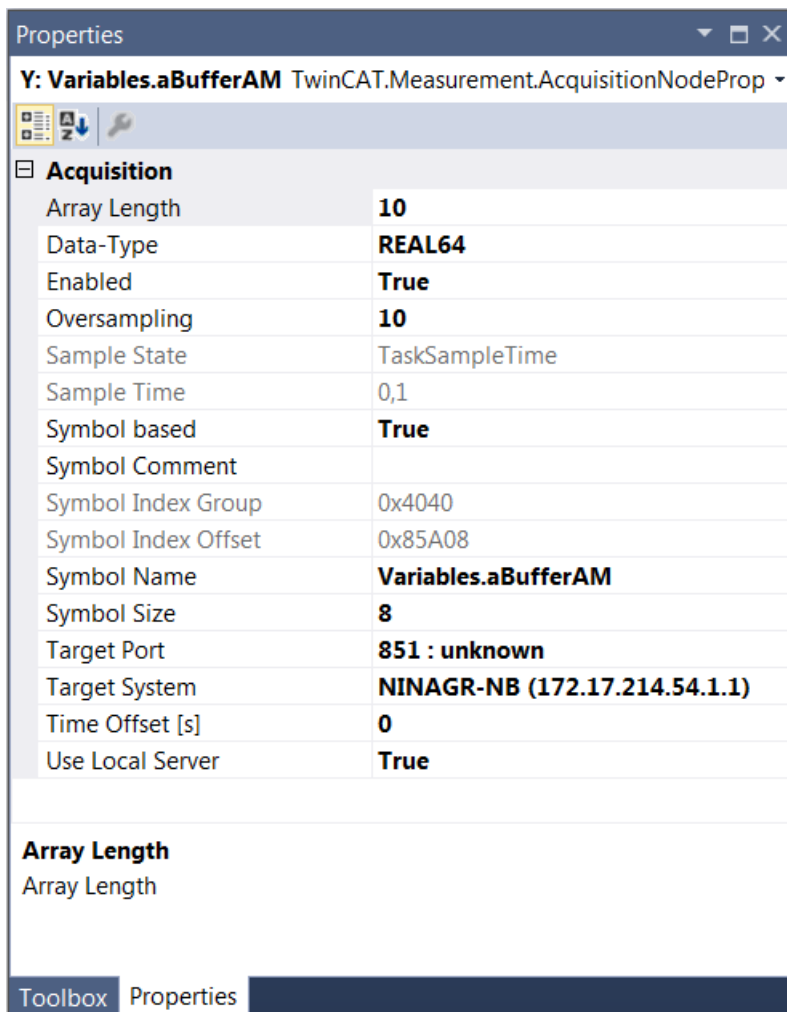 Properties
Y: Variables.aBufferAM TwinCAT.Measurement.AcquisitionNodeProp
Acquisition
Array Length 10
Data-Type REAL64
Enabled True
Oversampling 10
Sample State TaskSampleTime
Sample Time 0,1
Symbol based True
Symbol Comment
Symbol Index Group 0x4040
Symbol Index Offset 0x85A08
Symbol Name Variables.aBufferAM
Symbol Size 8
Target Port 851 : unknown
Target System NINAGR-NB (172.17.214.54.1.1)
Time Offset [s] 0
Use Local Server True
Array Length
Array Length
Toolbox Properties